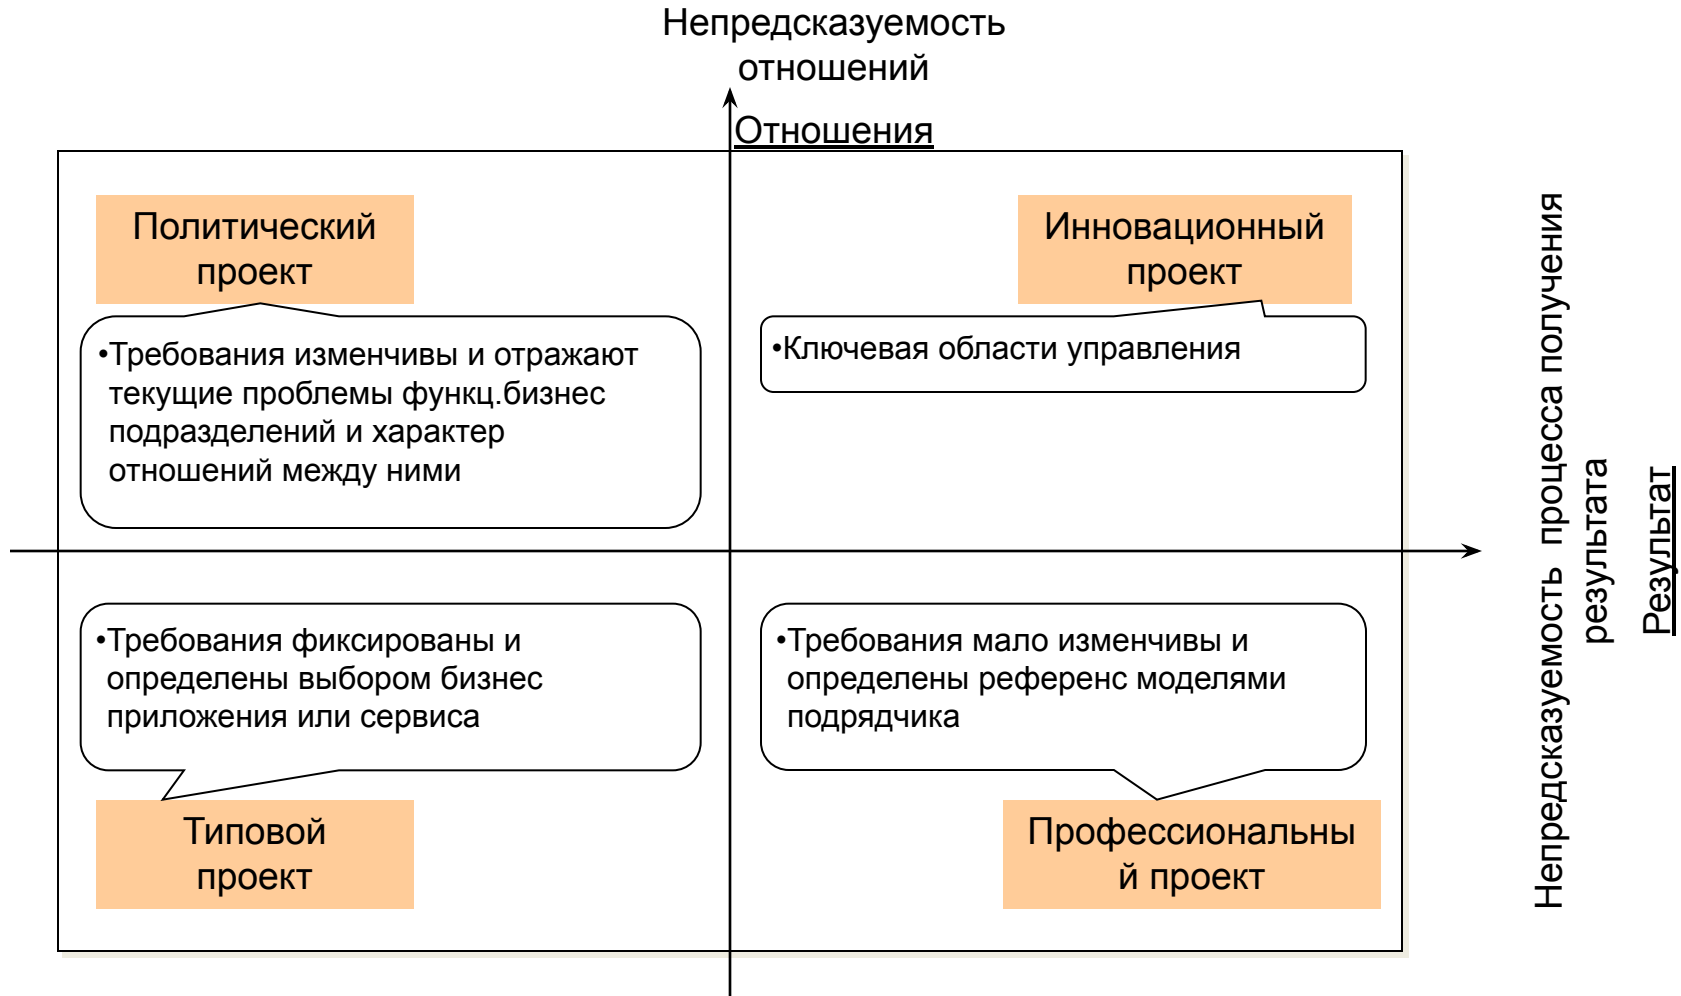 Непредсказуемость
отношений
Отношения
Политический
проект
Инновационный
проект
•Требования изменчивы и отражают
текущие проблемы функц.бизнес
подразделений и характер
отношений между ними
•Ключевая области управления
•Требования фиксированы и
определены выбором бизнес
приложения или сервиса
•Требования мало изменчивы и
определены референс моделями
подрядчика
Типовой
проект
Профессиональны
й проект
Непредсказуемость процесса получения
результата
Результат